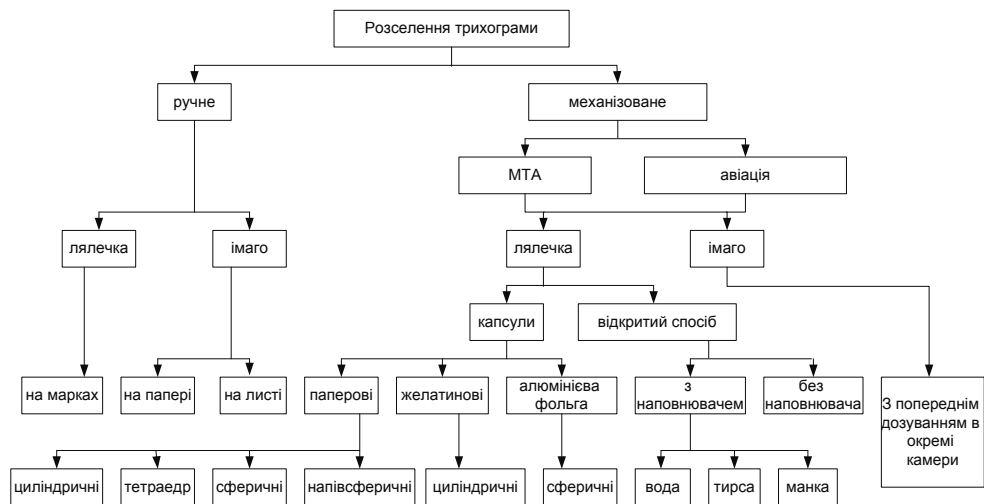 Розселення трихограми
ручне
механізоване
МТА
авіація
лялечка
імаго
лялечка
імаго
капсули
відкритий спосіб
на марках
на папері
на листі
паперові
желатинові
алюмінієва
фольга
з
наповнювачем
без
наповнювача
З попереднім
дозуванням в
окремі
камери
циліндричні
тетраедр
сферичні
напівсферичні
циліндричні
сферичні
вода
тирса
манка